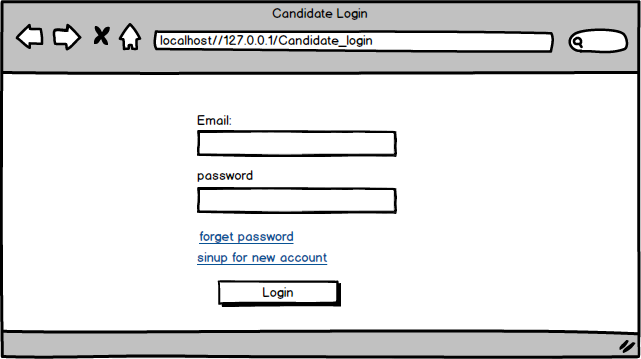 Candidate Login
localhost//127.0.0.1/Candidate_login
Email:
password
forget password
sinup for new account
Login